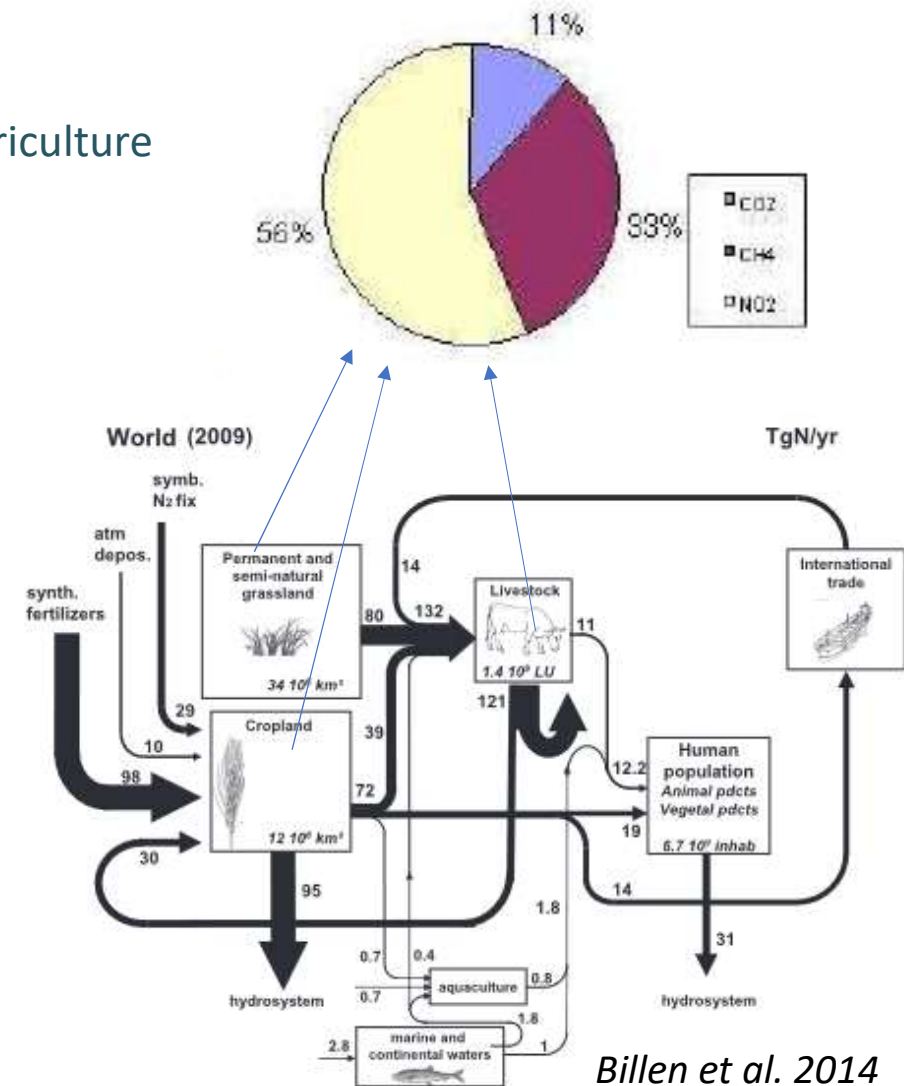 11%
riculture
56%
33%
CO2
CH4
NO2
World (2009)
TgN/yr
symb.
N2 fix
atm
depos.
synth.
fertilizers
Permanent and
semi-natural
grassland
34 10⁶ km²
14
80
132
Livestock
1.4 10⁹ LU
11
International
trade
29
10
98
30
Cropland
12 10⁶ km²
39
72
121
12.2
Human
population
Animal pdcts
Vegetal pdcts
6.7 10⁹ inhab
19
95
14
1.8
31
0.7
0.4
0.7
aquaculture
0.8
hydrosystem
hydrosystem
1.8
2.8
marine and
continental waters
1
Billen et al. 2014